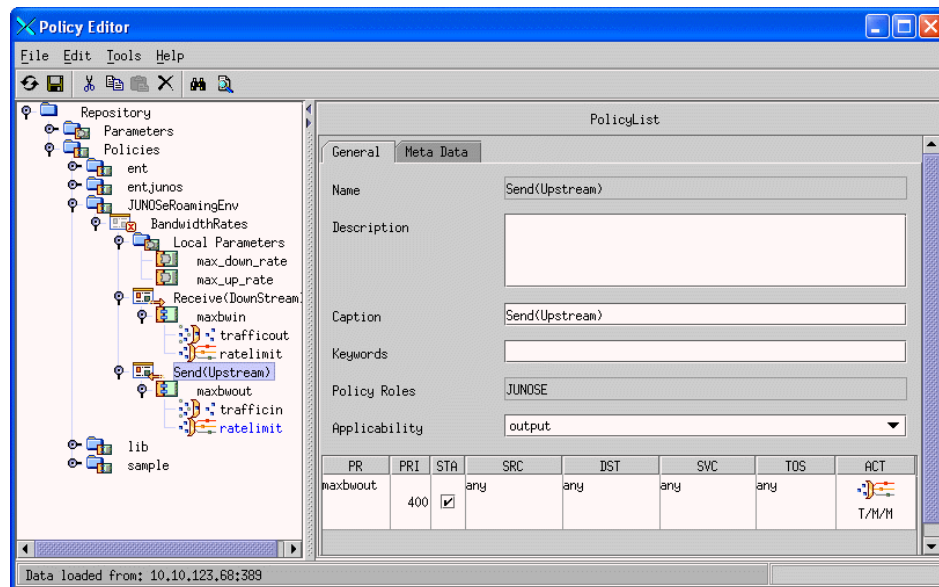 Policy Editor
File Edit Tools Help
Repository
Parameters
Policies
ent
entjunos
JUNOSeRoamingEnv
BandwidthRates
Local Parameters
max_down_rate
max_up_rate
Receive(DownStream)
maxbwin
trafficout
ratelimit
Send(Upstream)
maxbwout
trafficin
ratelimit
lib
sample
PolicyList
General Meta Data
Name Send(Upstream)
Description
Caption Send(Upstream)
Keywords
Policy Roles JUNOSE
Applicability output
PR PRI STA SRC DST SVC TOS ACT
maxbwout 400 any any any any T/M/M
Data loaded from: 10.10.123.68:389